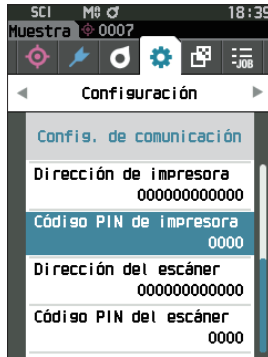 SCI M0 18:39
Muestra 0007
JOB
Configuración
Config. de comunicación
Dirección de impresora
000000000000
Código PIN de impresora
0000
Dirección del escáner
000000000000
Código PIN del escáner
0000